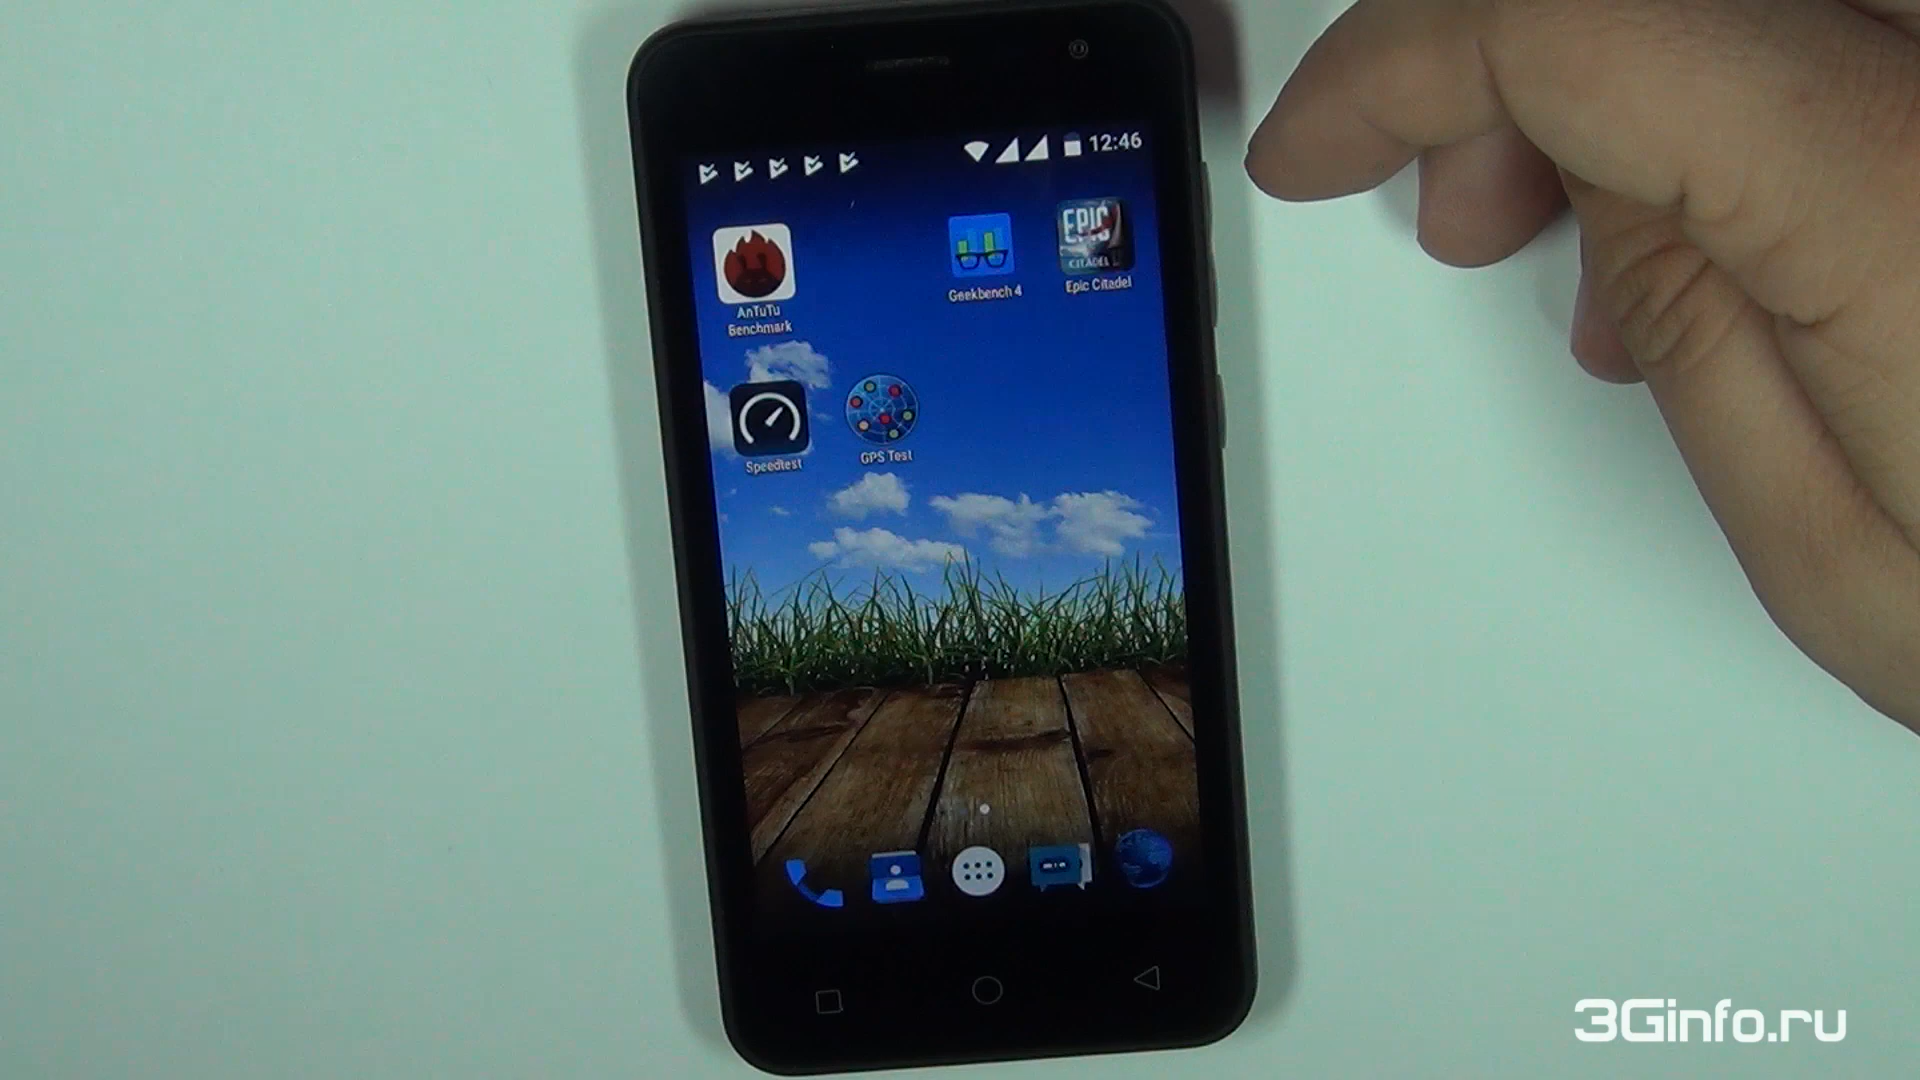 12:46
EPIC
CITADEL
AnTuTu
Benchmark
Geekbench 4
Epic Citadel
Speedtest
GPS Test
3Ginfo.ru